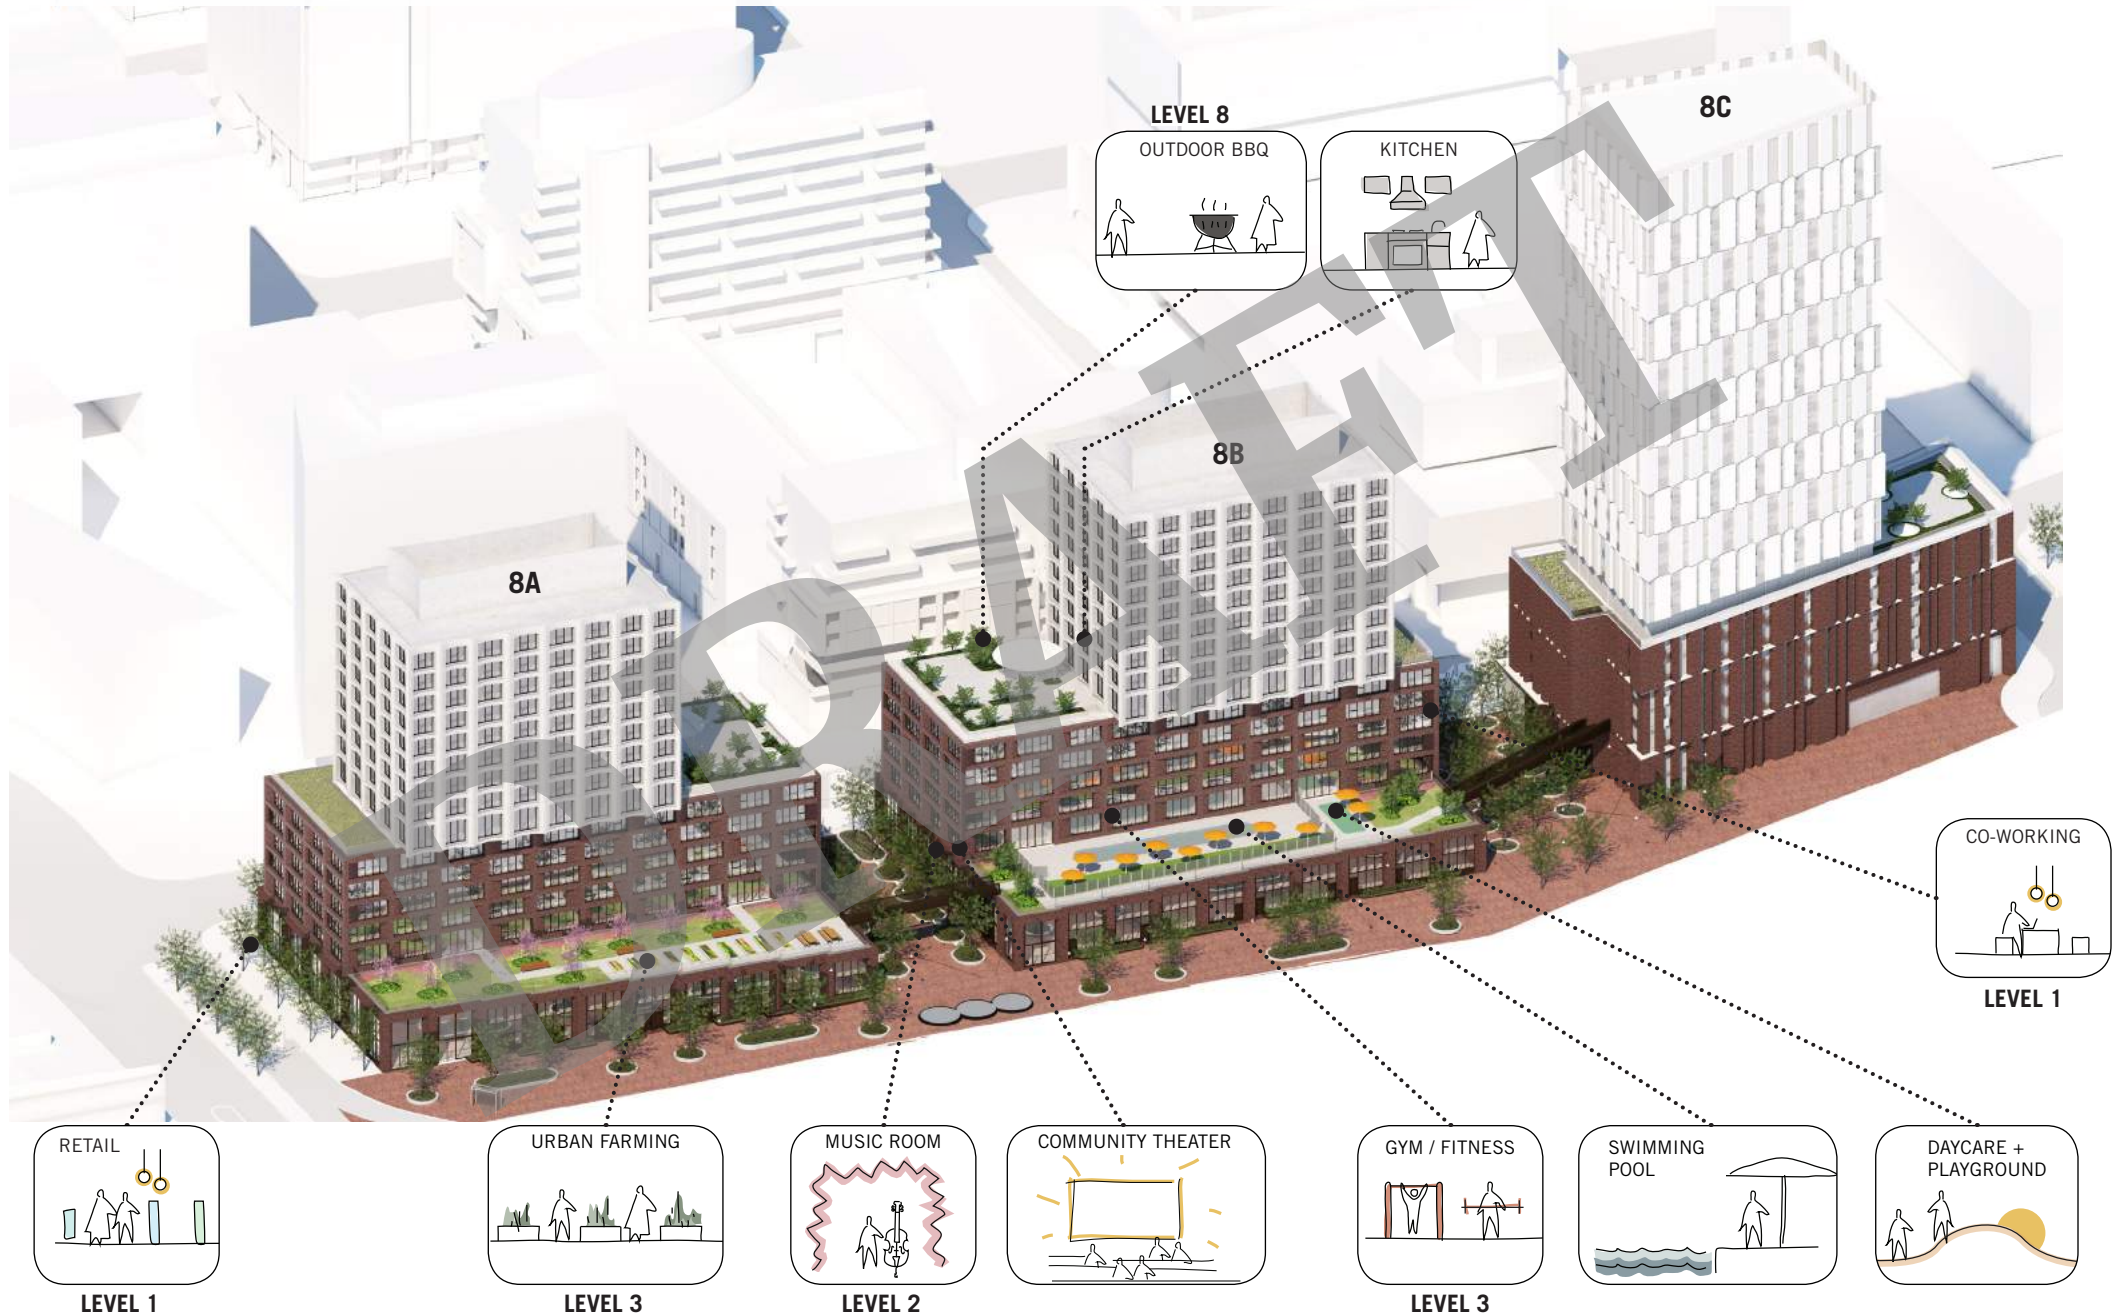 LEVEL 8
OUTDOOR BBQ
KITCHEN
8C
8B
8A
DRAFT
CO-WORKING
LEVEL 1
RETAIL
LEVEL 1
URBAN FARMING
LEVEL 3
MUSIC ROOM
LEVEL 2
COMMUNITY THEATER
GYM / FITNESS
LEVEL 3
SWIMMING
POOL
DAYCARE +
PLAYGROUND